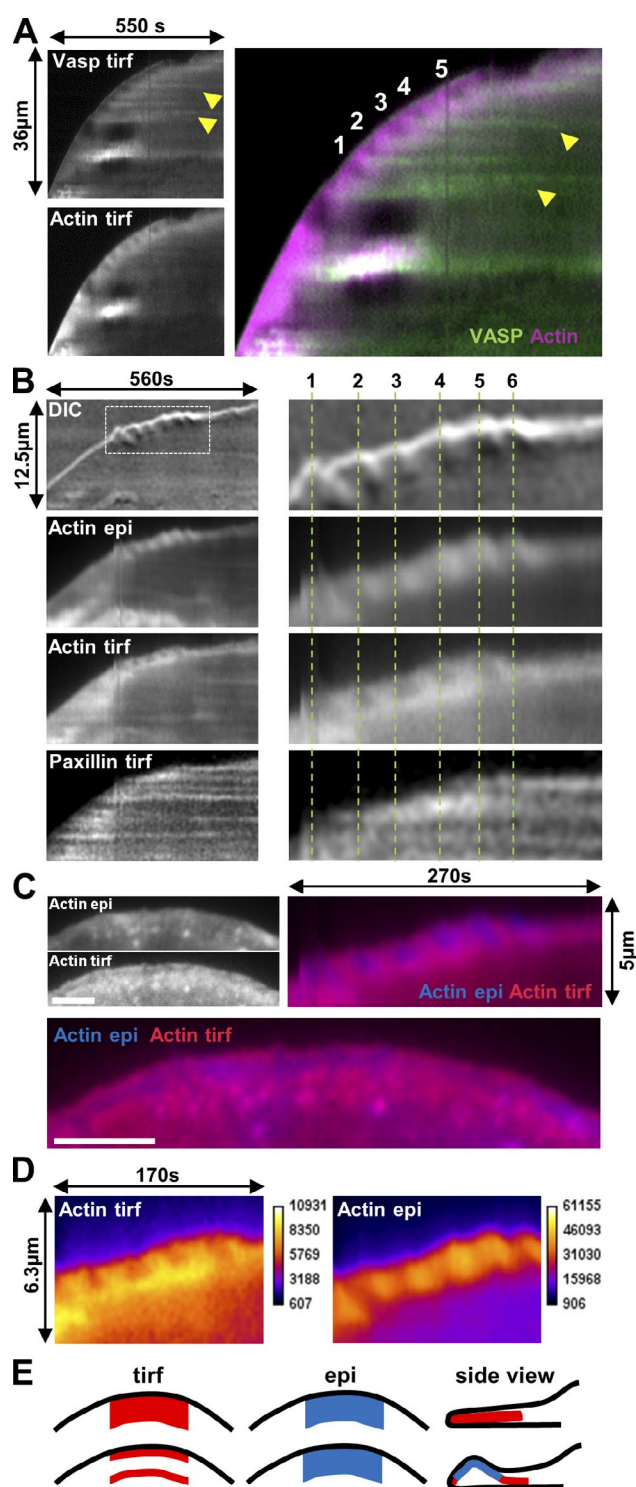 A
550 s
Vasp tirf
36µm
Actin tirf
1 2 3 4 5
VASP Actin
B
560s
1 2 3 4 5 6
DIC
12.5µm
Actin epi
Actin tirf
Paxillin tirf
C
270s
Actin epi
Actin tirf
5µm
Actin epi Actin tirf
Actin epi Actin tirf
D
170s
Actin tirf
6.3µm
10931
8350
5769
3188
607
Actin epi
61155
46093
31030
15968
906
E
tirf epi side view